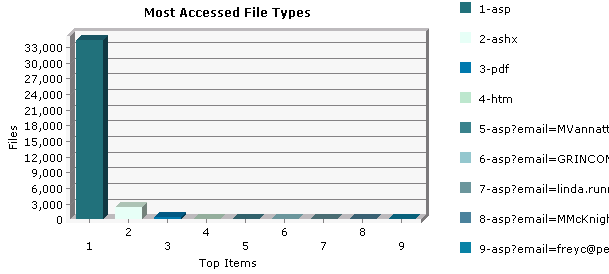 Most Accessed File Types
33,000
30,000
27,000
24,000
21,000
18,000
15,000
12,000
9,000
6,000
3,000
0
Files
1 2 3 4 5 6 7 8 9
Top Items
1-asp
2-ashx
3-pdf
4-htm
5-asp?email=MVannatt
6-asp?email=GRINCON
7-asp?email=linda.runn
8-asp?email=MMcKnigh
9-asp?email=freyc@pe